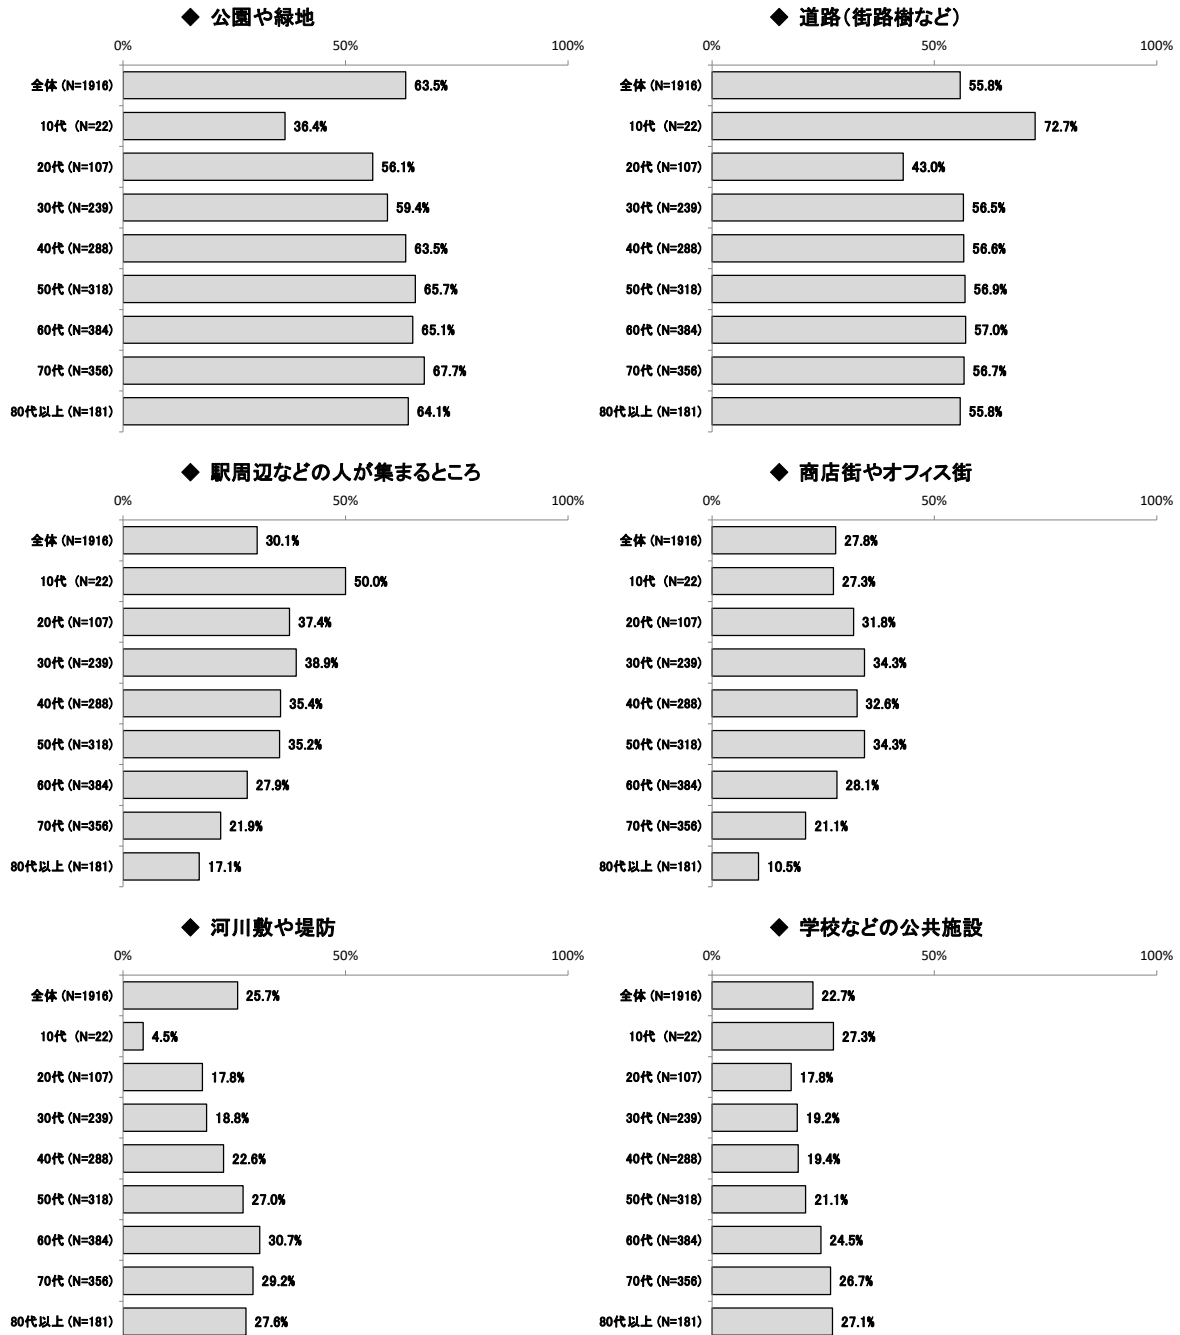 ◆ 公園や緑地
0% 50% 100%
全体 (N=1916) 63.5%
10代 (N=22) 36.4%
20代 (N=107) 56.1%
30代 (N=239) 59.4%
40代 (N=288) 63.5%
50代 (N=318) 65.7%
60代 (N=384) 65.1%
70代 (N=356) 67.7%
80代以上 (N=181) 64.1%
◆ 道路（街路樹など）
0% 50% 100%
全体 (N=1916) 55.8%
10代 (N=22) 72.7%
20代 (N=107) 43.0%
30代 (N=239) 56.5%
40代 (N=288) 56.6%
50代 (N=318) 56.9%
60代 (N=384) 57.0%
70代 (N=356) 56.7%
80代以上 (N=181) 55.8%
◆ 駅周辺などの人が集まるところ
0% 50% 100%
全体 (N=1916) 30.1%
10代 (N=22) 50.0%
20代 (N=107) 37.4%
30代 (N=239) 38.9%
40代 (N=288) 35.4%
50代 (N=318) 35.2%
60代 (N=384) 27.9%
70代 (N=356) 21.9%
80代以上 (N=181) 17.1%
◆ 商店街やオフィス街
0% 50% 100%
全体 (N=1916) 27.8%
10代 (N=22) 27.3%
20代 (N=107) 31.8%
30代 (N=239) 34.3%
40代 (N=288) 32.6%
50代 (N=318) 34.3%
60代 (N=384) 28.1%
70代 (N=356) 21.1%
80代以上 (N=181) 10.5%
◆ 河川敷や堤防
0% 50% 100%
全体 (N=1916) 25.7%
10代 (N=22) 4.5%
20代 (N=107) 17.8%
30代 (N=239) 18.8%
40代 (N=288) 22.6%
50代 (N=318) 27.0%
60代 (N=384) 30.7%
70代 (N=356) 29.2%
80代以上 (N=181) 27.6%
◆ 学校などの公共施設
0% 50% 100%
全体 (N=1916) 22.7%
10代 (N=22) 27.3%
20代 (N=107) 17.8%
30代 (N=239) 19.2%
40代 (N=288) 19.4%
50代 (N=318) 21.1%
60代 (N=384) 24.5%
70代 (N=356) 26.7%
80代以上 (N=181) 27.1%